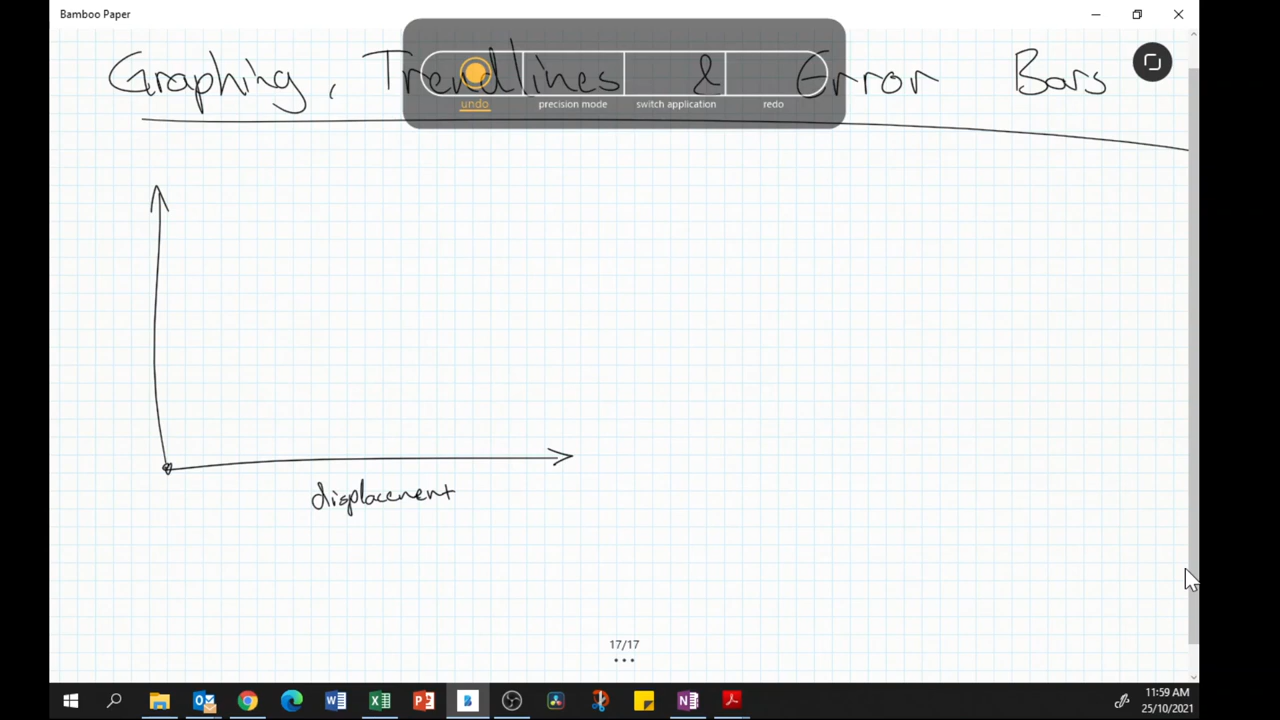 Bamboo Paper
Graphing, Trendlines & Error Bars
undo precision mode switch application redo
displacement
17/17
11:59 AM
25/10/2021